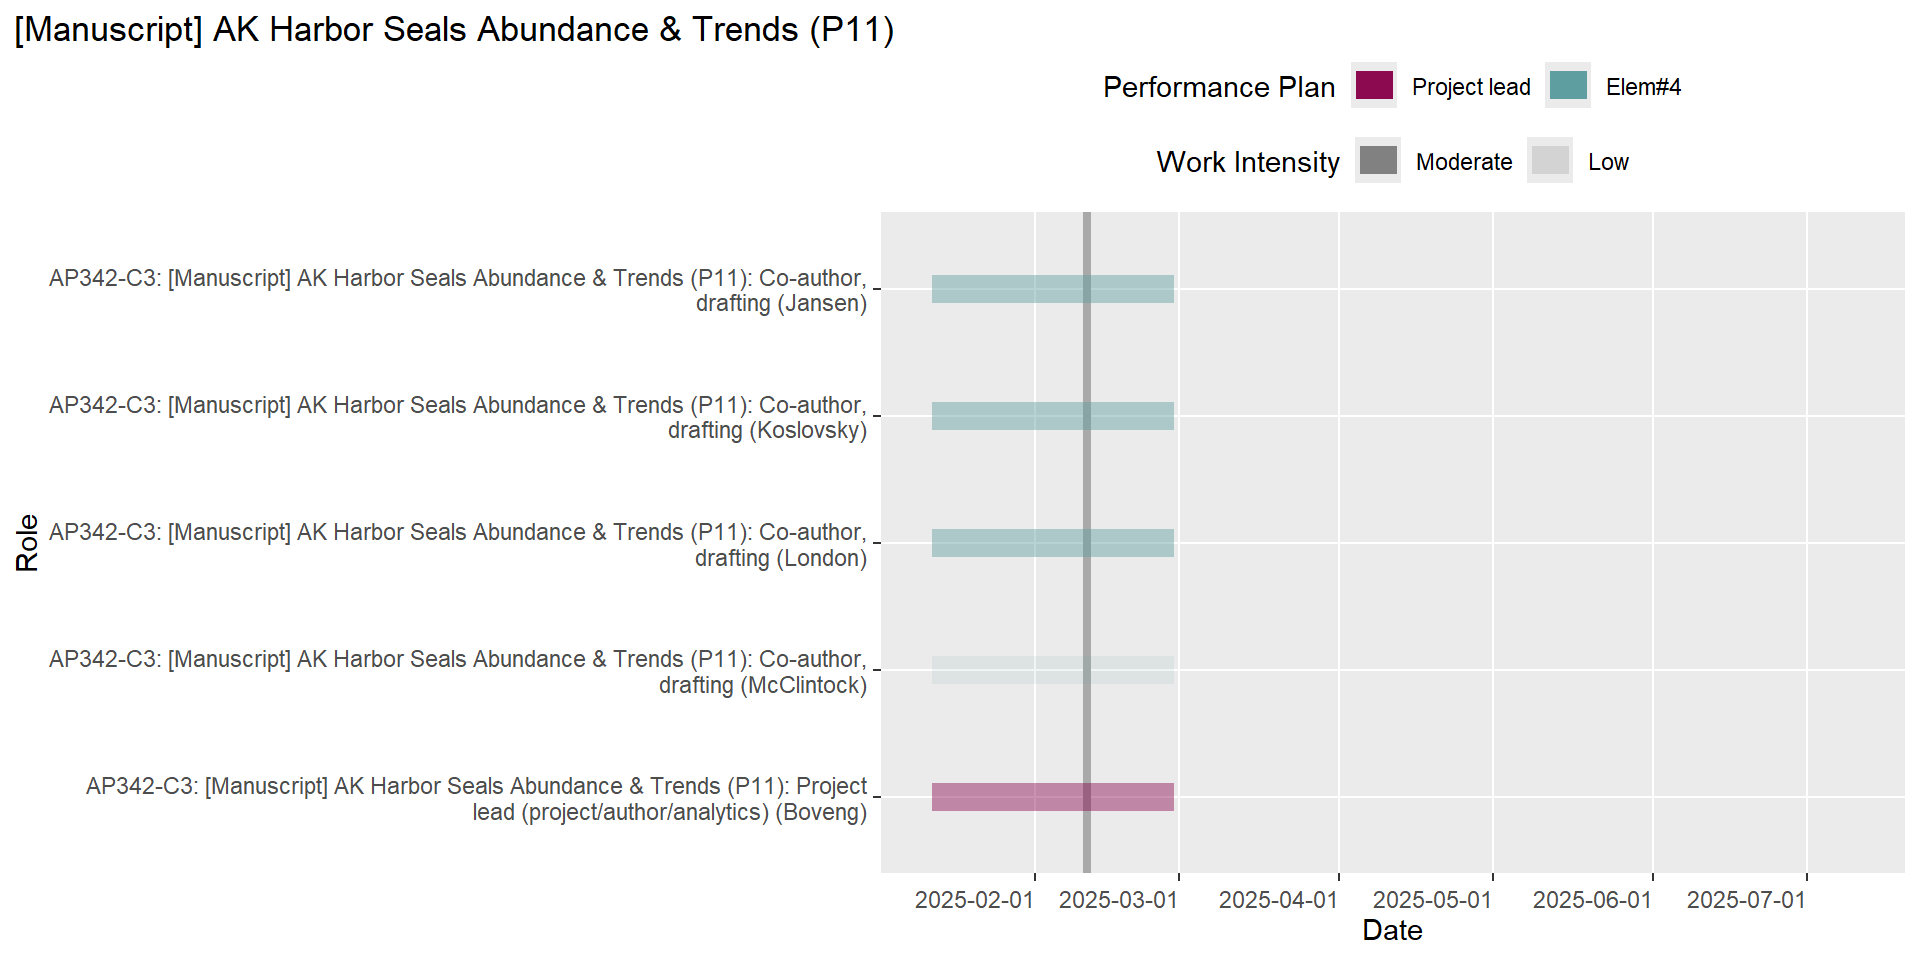 [Manuscript] AK Harbor Seals Abundance & Trends (P11)
Performance Plan Project lead Elem#4
Work Intensity Moderate Low
AP342-C3: [Manuscript] AK Harbor Seals Abundance & Trends (P11): Co-author,
drafting (Jansen)
AP342-C3: [Manuscript] AK Harbor Seals Abundance & Trends (P11): Co-author,
drafting (Koslovsky)
Role
AP342-C3: [Manuscript] AK Harbor Seals Abundance & Trends (P11): Co-author,
drafting (London)
AP342-C3: [Manuscript] AK Harbor Seals Abundance & Trends (P11): Co-author,
drafting (McClintock)
AP342-C3: [Manuscript] AK Harbor Seals Abundance & Trends (P11): Project
lead (project/author/analytics) (Boveng)
2025-02-01 2025-03-01 2025-04-01 2025-05-01 2025-06-01 2025-07-01
Date